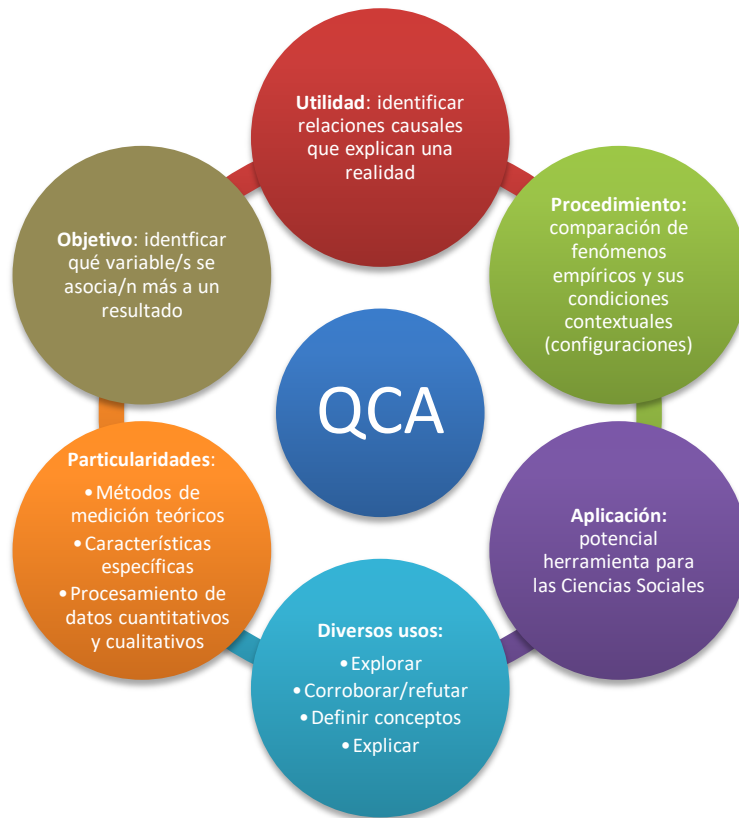 Utilidad: identificar
relaciones causales
que explican una
realidad
Procedimiento:
comparación de
fenómenos
empíricos y sus
condiciones
contextuales
(configuraciones)
Aplicación:
potencial
herramienta para
las Ciencias Sociales
Diversos usos:
• Explorar
• Corroborar/refutar
• Definir conceptos
• Explicar
Particularidades:
• Métodos de
medición teóricos
• Características
específicas
• Procesamiento de
datos cuantitativos
y cualitativos
Objetivo: identficar
qué variable/s se
asocia/n más a un
resultado
QCA